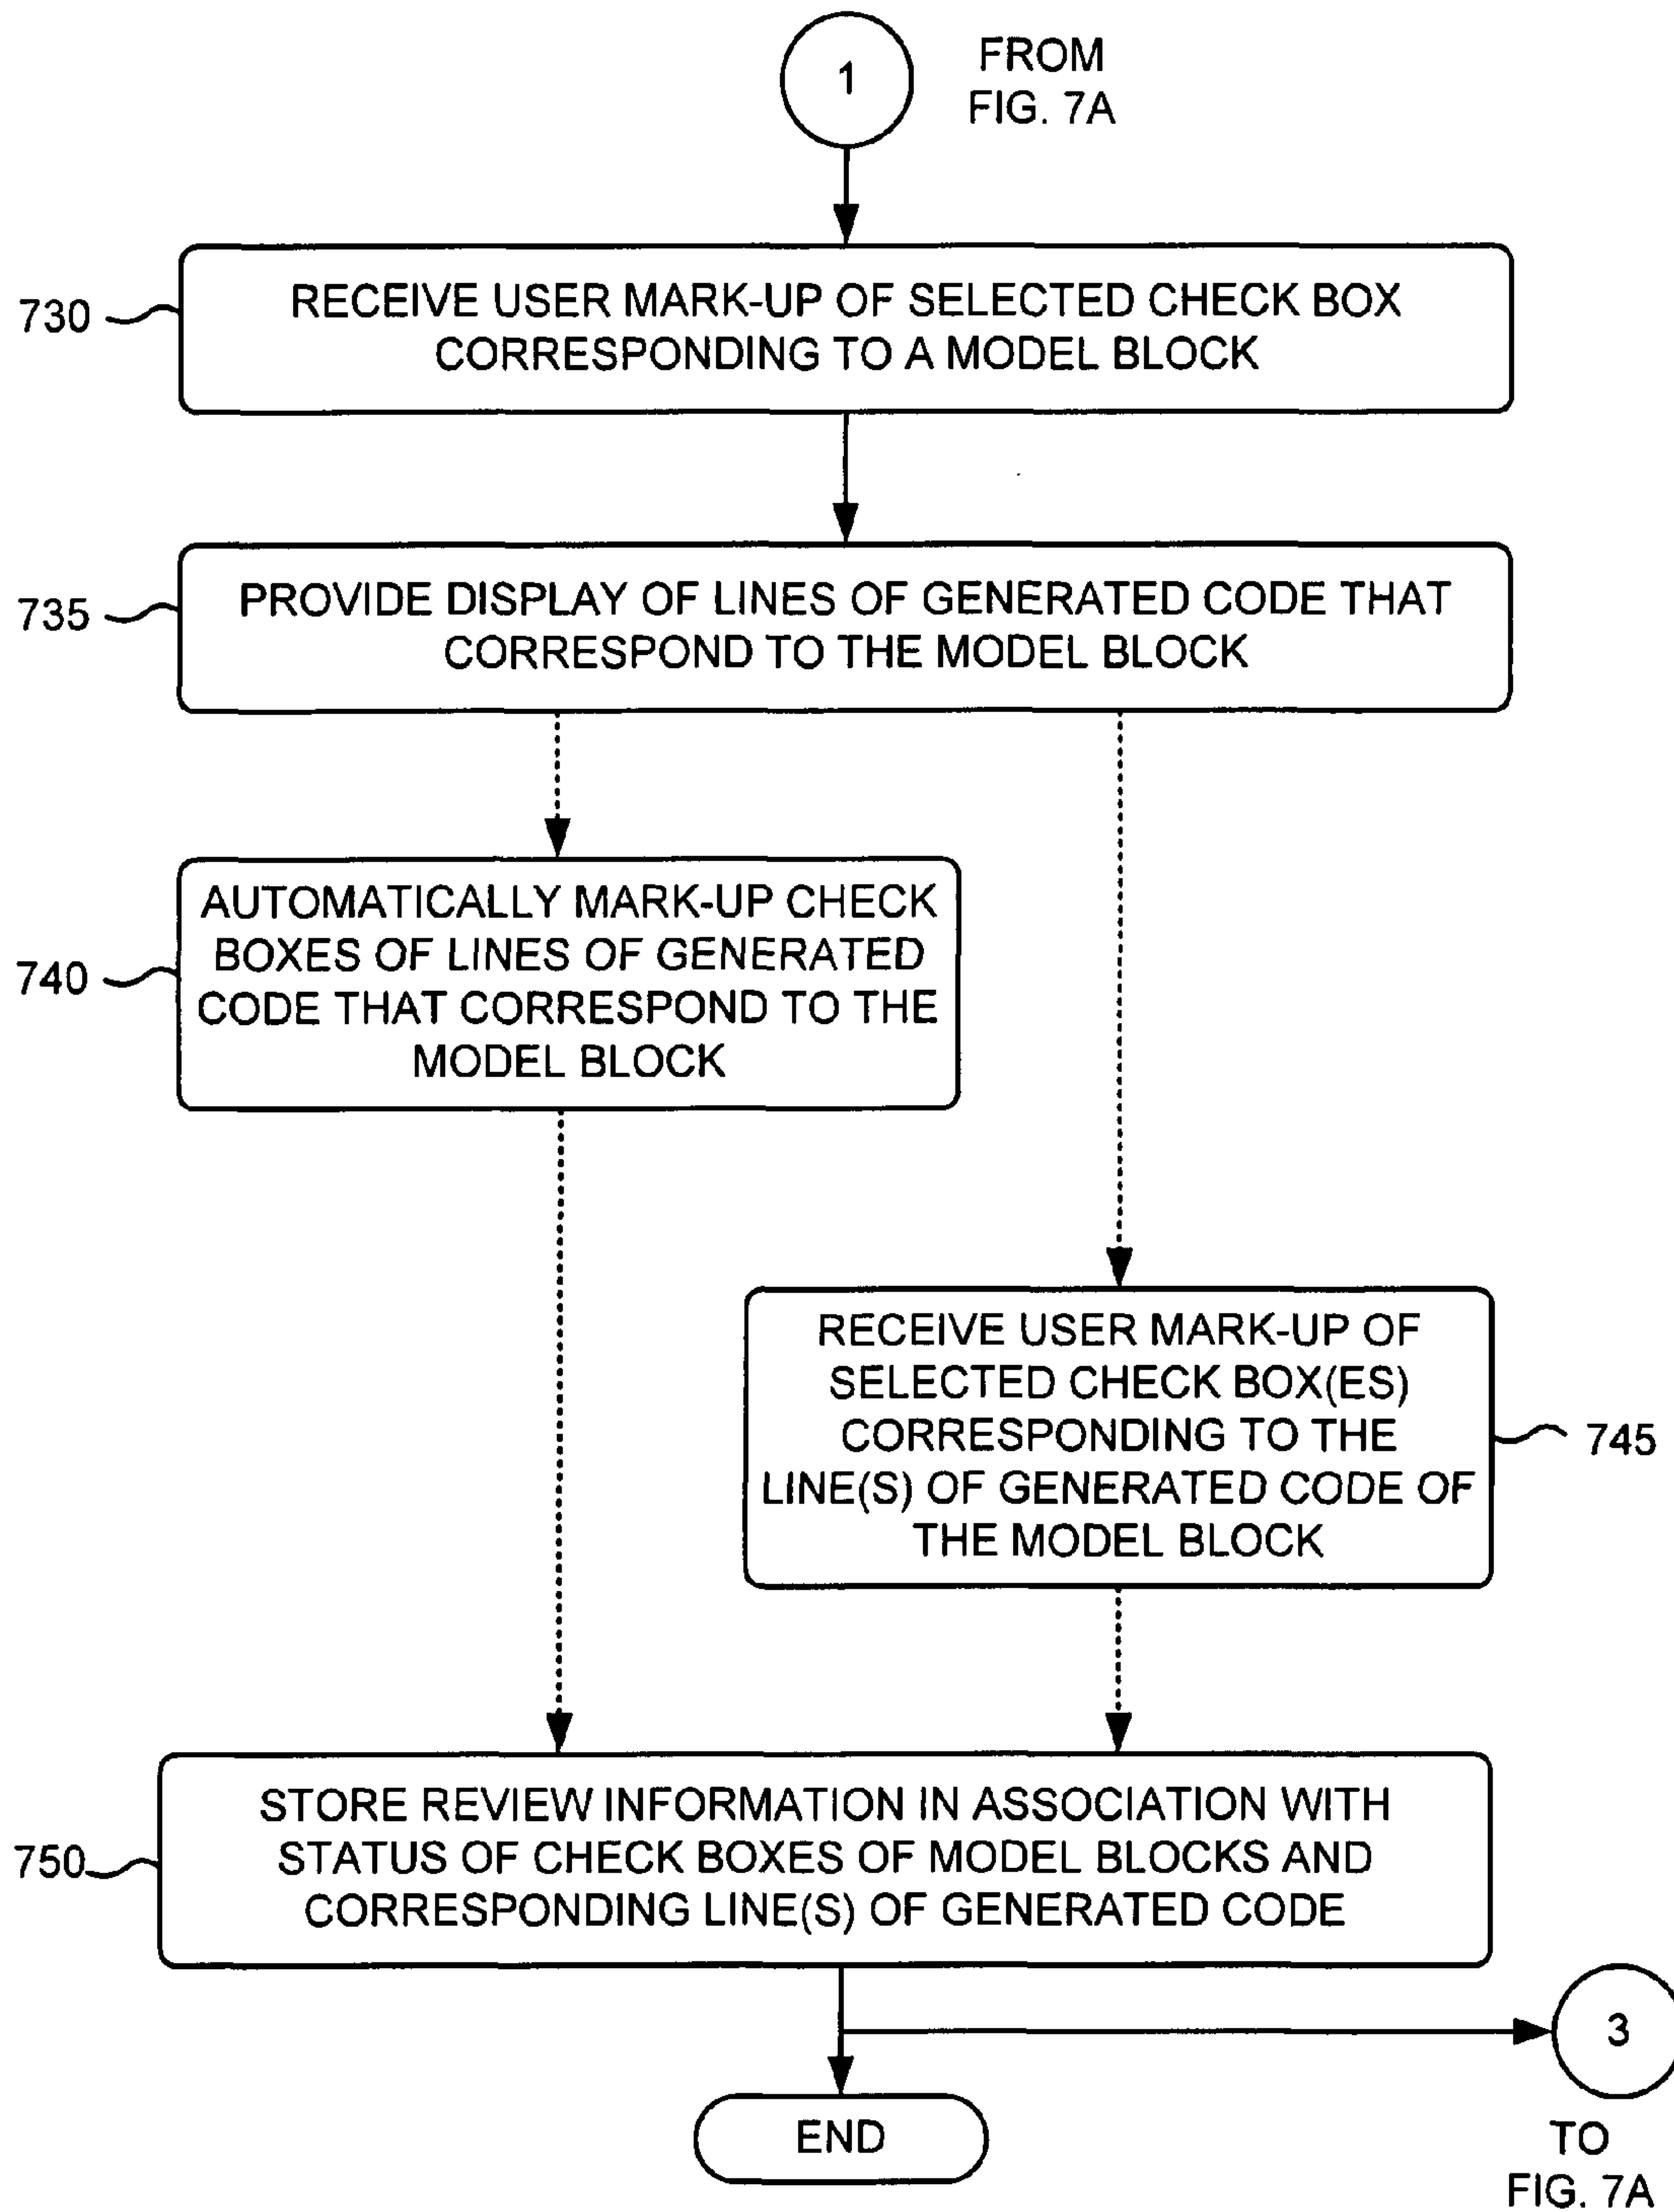 1
FROM
FIG. 7A
730
RECEIVE USER MARK-UP OF SELECTED CHECK BOX
CORRESPONDING TO A MODEL BLOCK
735
PROVIDE DISPLAY OF LINES OF GENERATED CODE THAT
CORRESPOND TO THE MODEL BLOCK
740
AUTOMATICALLY MARK-UP CHECK
BOXES OF LINES OF GENERATED
CODE THAT CORRESPOND TO THE
MODEL BLOCK
RECEIVE USER MARK-UP OF
SELECTED CHECK BOX(ES)
CORRESPONDING TO THE
LINE(S) OF GENERATED CODE OF
THE MODEL BLOCK
745
750
STORE REVIEW INFORMATION IN ASSOCIATION WITH
STATUS OF CHECK BOXES OF MODEL BLOCKS AND
CORRESPONDING LINE(S) OF GENERATED CODE
3
END
TO
FIG. 7A